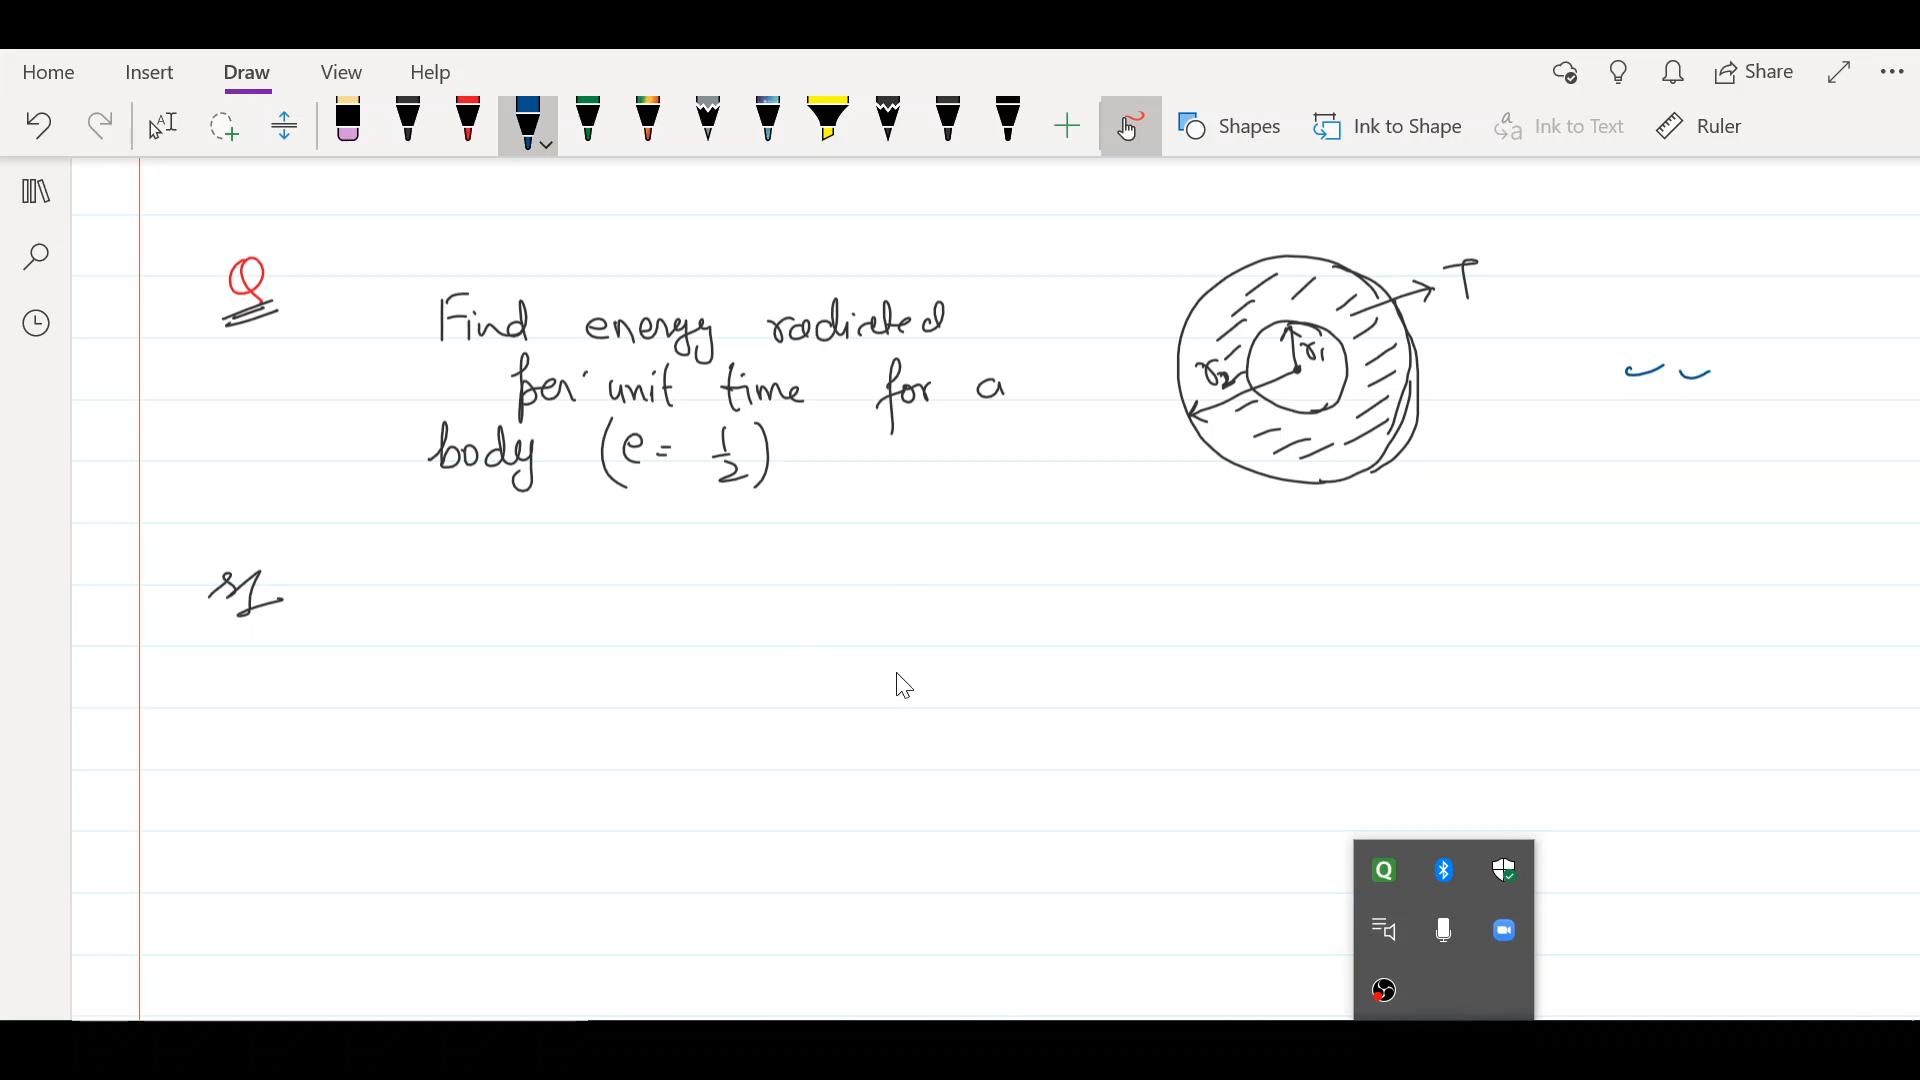 Home Insert Draw View Help Share
Shapes Ink to Shape Ink to Text Ruler
Q
Find energy radiated
per unit time for a
body (e = 1/2)
T
r₁
r₂